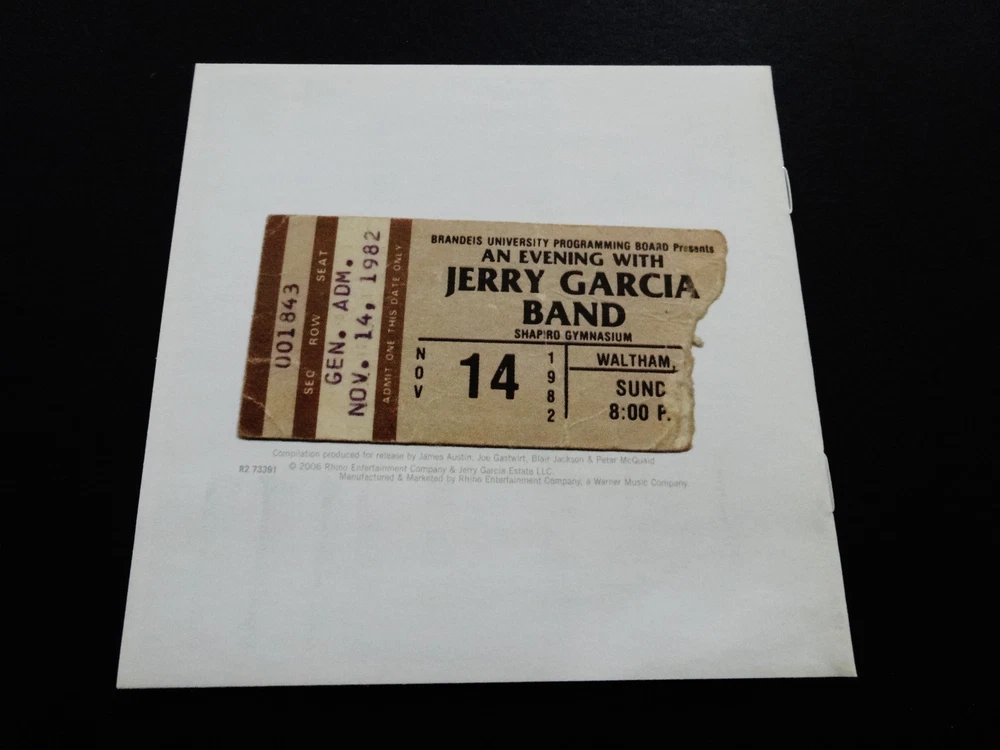 001843
SEC ROW SEAT
GEN. ADM.
NOV. 14, 1982
ADMIT ONE THIS DATE ONLY
BRANDEIS UNIVERSITY PROGRAMMING BOARD Presents
AN EVENING WITH
JERRY GARCIA
BAND
SHAPIRO GYMNASIUM
NOV
14
1982
WALTHAM,
SUND
8:00 P.
Compilation produced for release by James Austin, Joe Gastwirt, Blair Jackson & Peter McQuaid
R2 73391 © 2006 Rhino Entertainment Company & Jerry Garcia Estate LLC.
Manufactured & Marketed by Rhino Entertainment Company, a Warner Music Company